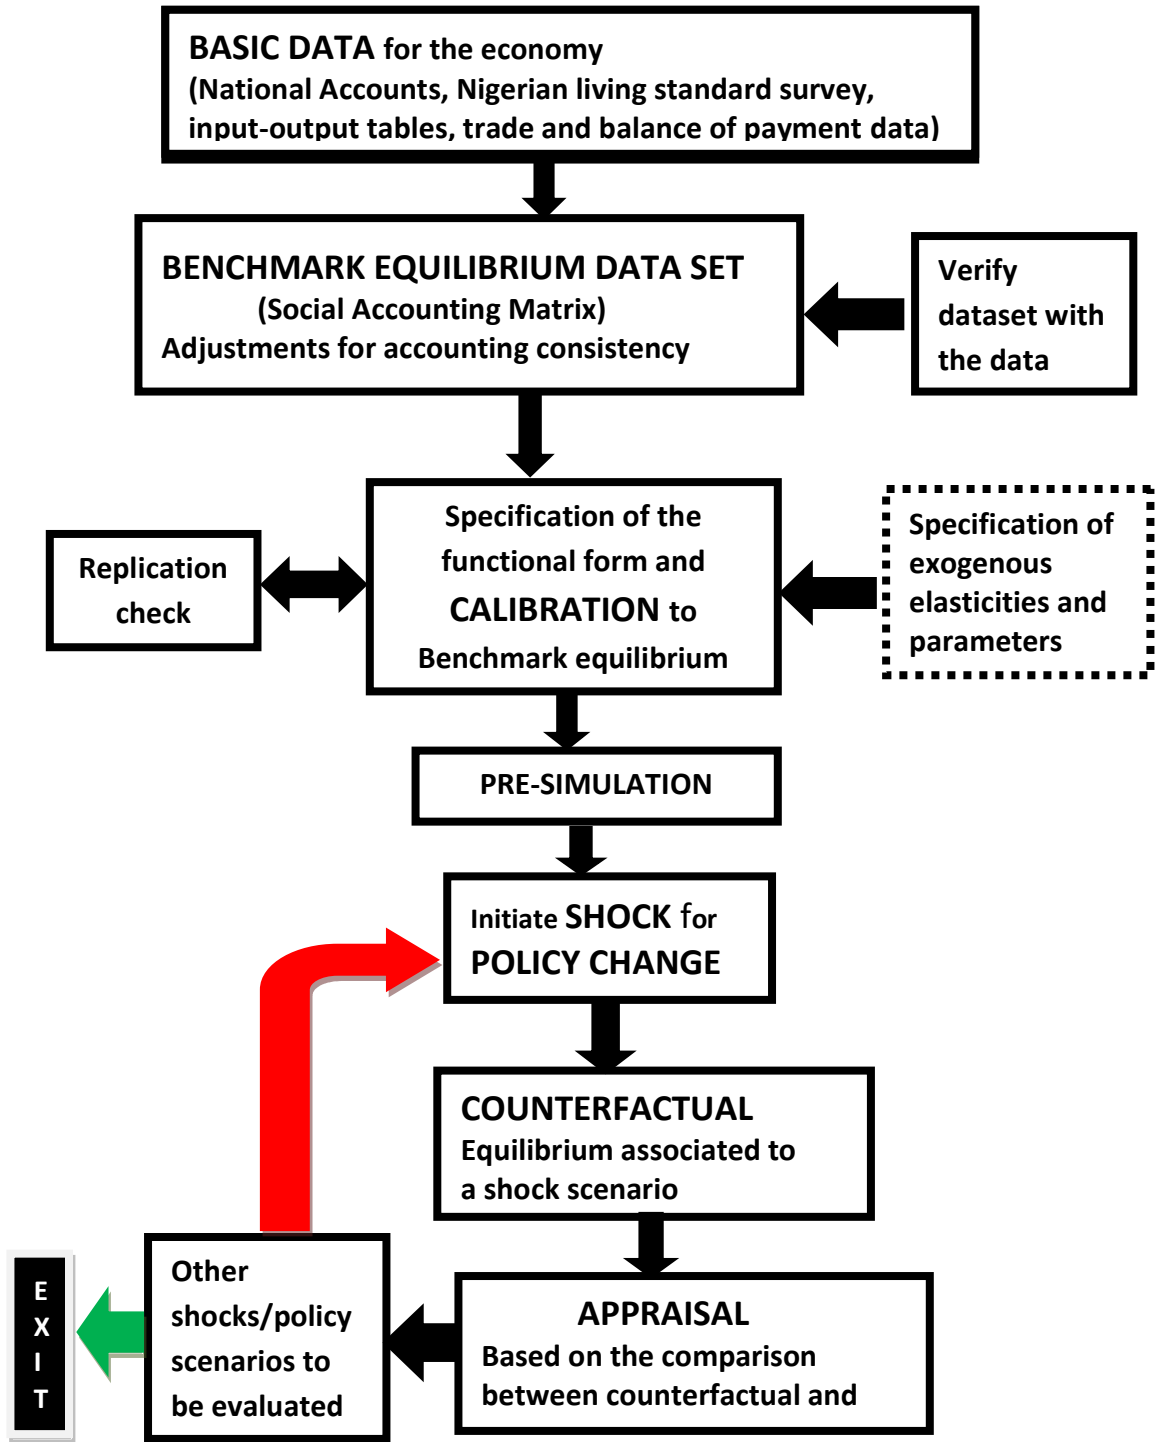 BASIC DATA for the economy
(National Accounts, Nigerian living standard survey,
input-output tables, trade and balance of payment data)
BENCHMARK EQUILIBRIUM DATA SET
(Social Accounting Matrix)
Adjustments for accounting consistency
Verify
dataset with
the data
Specification of the
functional form and
CALIBRATION to
Benchmark equilibrium
Replication
check
Specification of
exogenous
elasticities and
parameters
PRE-SIMULATION
Initiate SHOCK for
POLICY CHANGE
COUNTERFACTUAL
Equilibrium associated to
a shock scenario
APPRAISAL
Based on the comparison
between counterfactual and
Other
shocks/policy
scenarios to
be evaluated
E
X
I
T